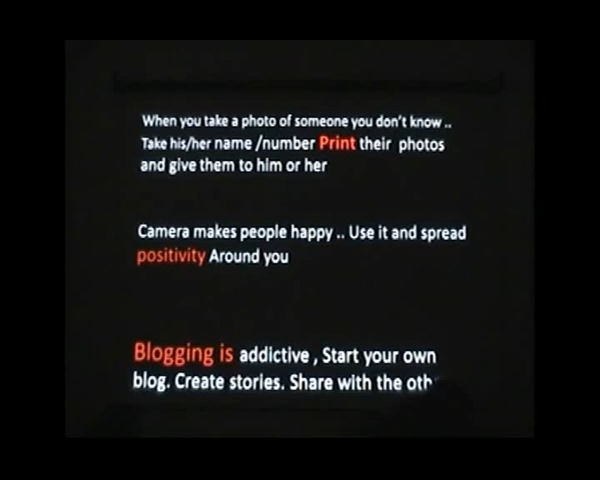 When you take a photo of someone you don't know ..
Take his/her name /number Print their photos
and give them to him or her
Camera makes people happy .. Use it and spread
positivity Around you
Blogging is addictive , Start your own
blog. Create stories. Share with the